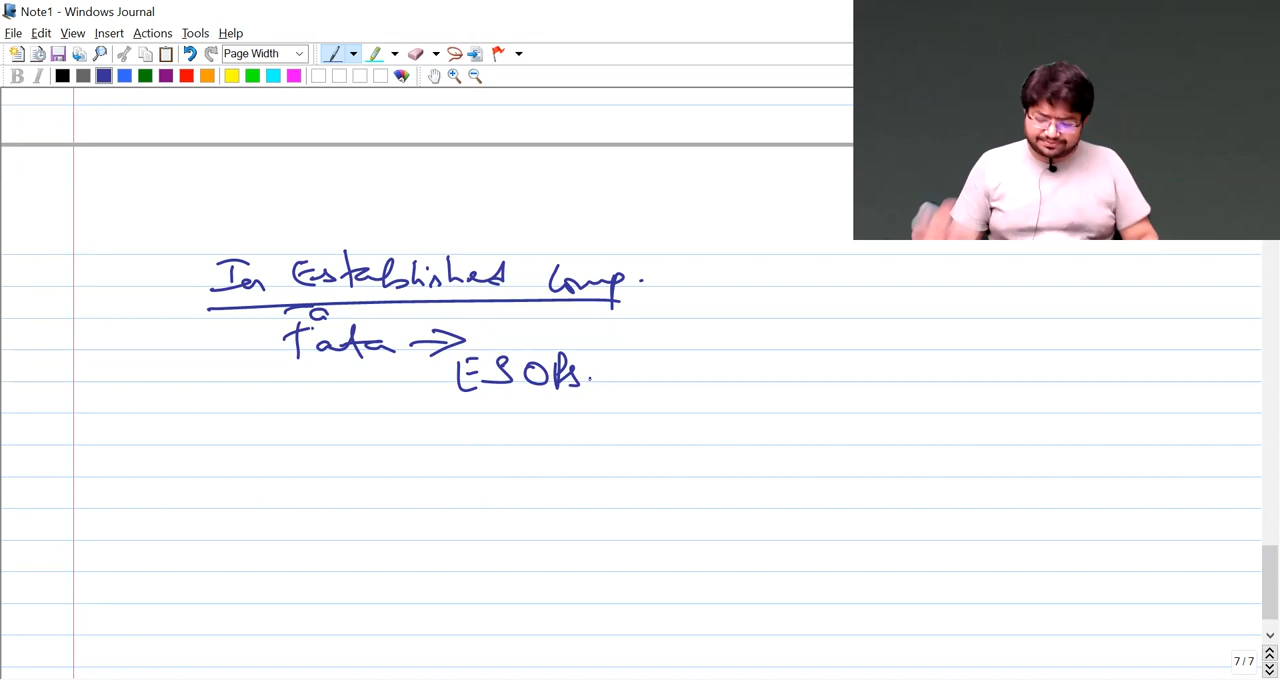 Note1 - Windows Journal
File Edit View Insert Actions Tools Help
Page Width
B I
In Established Comp.
Tata →
ESOPs.
7 / 7